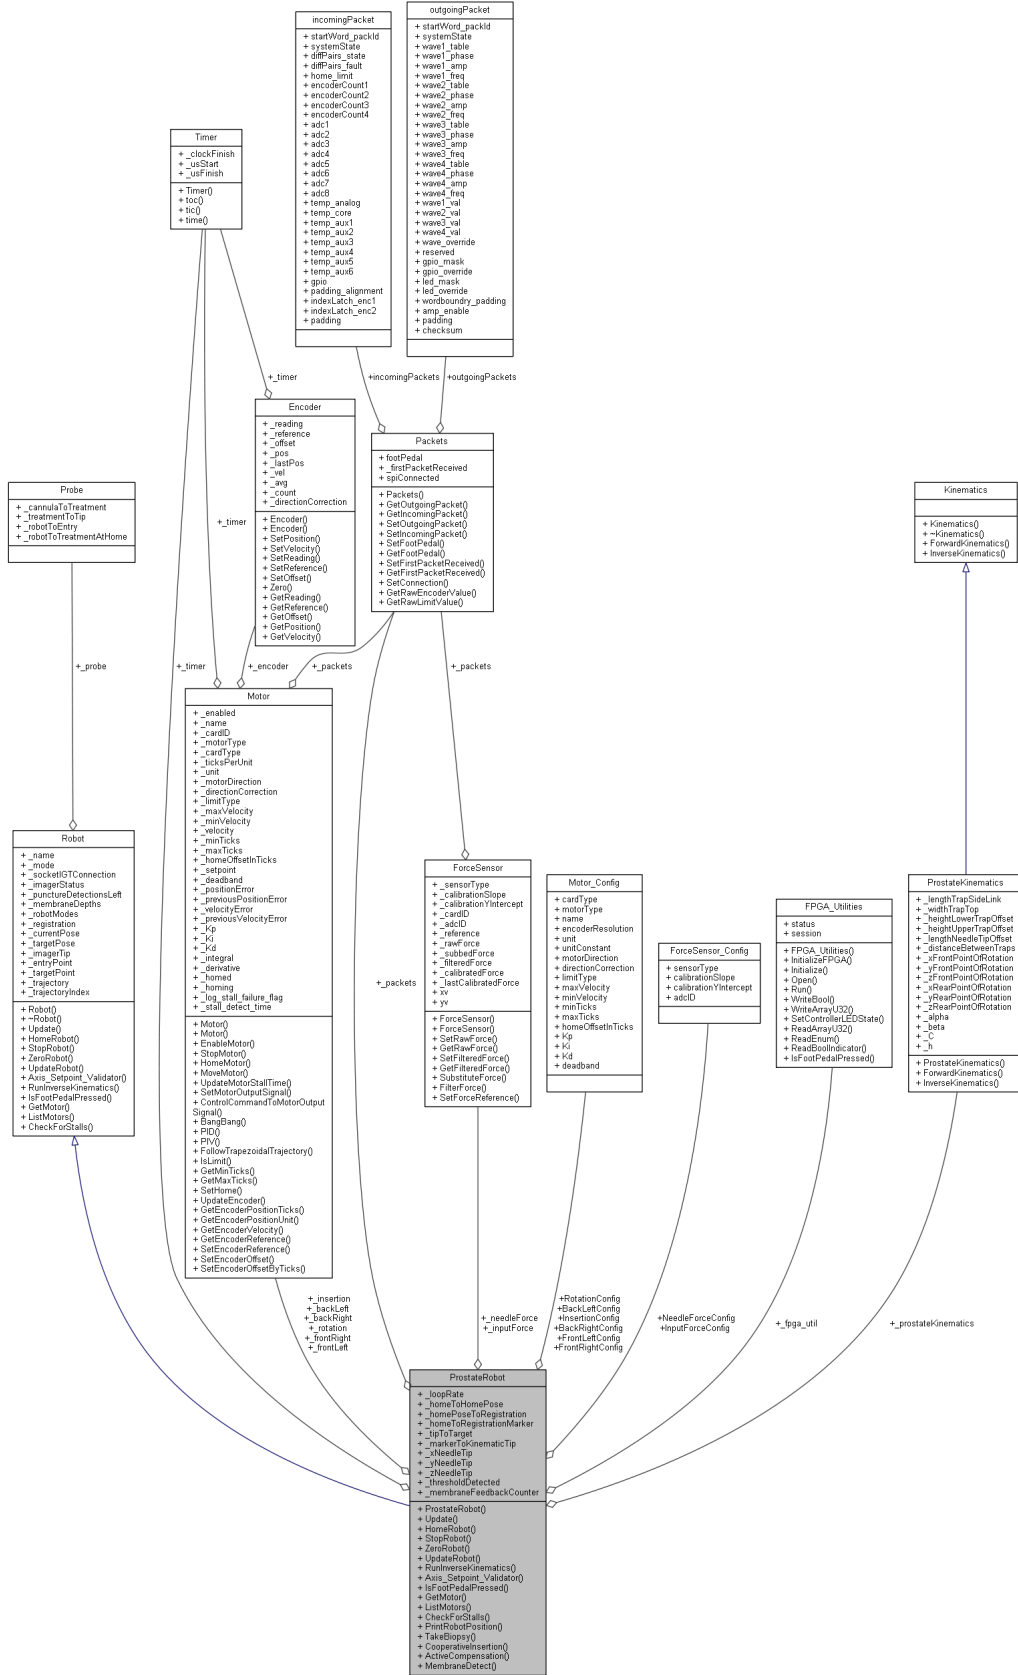 incomingPacket
+ startWord_packId
+ systemState
+ diffPairs_state
+ diffPairs_fault
+ home_limit
+ encoderCount1
+ encoderCount2
+ encoderCount3
+ encoderCount4
+ adc1
+ adc2
+ adc3
+ adc4
+ adc5
+ adc6
+ adc7
+ adc8
+ temp_analog
+ temp_core
+ temp_aux1
+ temp_aux2
+ temp_aux3
+ temp_aux4
+ temp_aux5
+ temp_aux6
+ gpio
+ padding_alignment
+ indexLatch_enc1
+ indexLatch_enc2
+ padding
outgoingPacket
+ startWord_packId
+ systemState
+ wave1_table
+ wave1_phase
+ wave1_amp
+ wave1_freq
+ wave2_table
+ wave2_phase
+ wave2_amp
+ wave2_freq
+ wave3_table
+ wave3_phase
+ wave3_amp
+ wave3_freq
+ wave4_table
+ wave4_phase
+ wave4_amp
+ wave4_freq
+ wave1_val
+ wave2_val
+ wave3_val
+ wave4_val
+ wave_override
+ reserved
+ gpio_mask
+ gpio_override
+ led_mask
+ led_override
+ wordboundry_padding
+ amp_enable
+ padding
+ checksum
Timer
+ _clockFinish
+ _usStart
+ _usFinish
+ Timer()
+ toc()
+ tic()
+ time()
+_timer
+incomingPackets
+outgoingPackets
Encoder
+ _reading
+ _reference
+ _offset
+ _pos
+ _lastPos
+ _vel
+ _avg
+ _count
+ _directionCorrection
+ Encoder()
+ Encoder()
+ SetPosition()
+ SetVelocity()
+ SetReading()
+ SetReference()
+ SetOffset()
+ Zero()
+ GetReading()
+ GetReference()
+ GetOffset()
+ GetPosition()
+ GetVelocity()
Packets
+ footPedal
+ _firstPacketReceived
+ spiConnected
+ Packets()
+ GetOutgoingPacket()
+ GetIncomingPacket()
+ SetOutgoingPacket()
+ SetIncomingPacket()
+ SetFootPedal()
+ GetFootPedal()
+ SetFirstPacketReceived()
+ GetFirstPacketReceived()
+ SetConnection()
+ GetRawEncoderValue()
+ GetRawLimitValue()
Probe
+ _cannulaToTreatment
+ _treatmentToTip
+ _robotToEntry
+ _robotToTreatmentAtHome
Kinematics
+ Kinematics()
+ ~Kinematics()
+ ForwardKinematics()
+ InverseKinematics()
+_timer
+_probe
+_timer
+_encoder
+_packets
+_packets
Motor
+ _enabled
+ _name
+ _cardID
+ _motorType
+ _cardType
+ _ticksPerUnit
+ _unit
+ _motorDirection
+ _directionCorrection
+ _limitType
+ _maxVelocity
+ _minVelocity
+ _velocity
+ _minTicks
+ _maxTicks
+ _homeOffsetInTicks
+ _setpoint
+ _deadband
+ _positionError
+ _previousPositionError
+ _velocityError
+ _previousVelocityError
+ _Kp
+ _Ki
+ _Kd
+ _integral
+ _derivative
+ _homed
+ _homing
+ _log_stall_failure_flag
+ _stall_detect_time
+ Motor()
+ Motor()
+ EnableMotor()
+ StopMotor()
+ HomeMotor()
+ MoveMotor()
+ UpdateMotorStallTime()
+ SetMotorOutputSignal()
+ ControlCommandToMotorOutput
Signal()
+ BangBang()
+ PID()
+ PIV()
+ FollowTrapezoidalTrajectory()
+ IsLimit()
+ GetMinTicks()
+ GetMaxTicks()
+ SetHome()
+ UpdateEncoder()
+ GetEncoderPositionTicks()
+ GetEncoderPositionUnit()
+ GetEncoderVelocity()
+ GetEncoderReference()
+ SetEncoderReference()
+ SetEncoderOffset()
+ SetEncoderOffsetByTicks()
Robot
+ _name
+ _mode
+ _socketIGTConnection
+ _imagerStatus
+ _punctureDetectionsLeft
+ _membraneDepths
+ _robotModes
+ _registration
+ _currentPose
+ _targetPose
+ _imagerTip
+ _entryPoint
+ _targetPoint
+ _trajectory
+ _trajectoryIndex
+ Robot()
+ ~Robot()
+ Update()
+ HomeRobot()
+ StopRobot()
+ ZeroRobot()
+ UpdateRobot()
+ Axis_Setpoint_Validator()
+ RunInverseKinematics()
+ IsFootPedalPressed()
+ GetMotor()
+ ListMotors()
+ CheckForStalls()
ForceSensor
+ _sensorType
+ _calibrationSlope
+ _calibrationYIntercept
+ _cardID
+ _adcID
+ _reference
+ _rawForce
+ _subbedForce
+ _filteredForce
+ _calibratedForce
+ _lastCalibratedForce
+ xv
+ yv
+ ForceSensor()
+ ForceSensor()
+ SetRawForce()
+ GetRawForce()
+ SetFilteredForce()
+ GetFilteredForce()
+ SubstituteForce()
+ FilterForce()
+ SetForceReference()
Motor_Config
+ cardType
+ motorType
+ name
+ encoderResolution
+ unit
+ unitConstant
+ motorDirection
+ directionCorrection
+ limitType
+ maxVelocity
+ minVelocity
+ minTicks
+ maxTicks
+ homeOffsetInTicks
+ Kp
+ Ki
+ Kd
+ deadband
ForceSensor_Config
+ sensorType
+ calibrationSlope
+ calibrationYIntercept
+ adcID
FPGA_Utilities
+ status
+ session
+ FPGA_Utilities()
+ InitializeFPGA()
+ Initialize()
+ Open()
+ Run()
+ WriteBool()
+ WriteArrayU32()
+ SetControllerLEDState()
+ ReadArrayU32()
+ ReadEnum()
+ ReadBoolIndicator()
+ IsFootPedalPressed()
ProstateKinematics
+ _lengthTrapSideLink
+ _widthTrapTop
+ _heightLowerTrapOffset
+ _heightUpperTrapOffset
+ _lengthNeedleTipOffset
+ _distanceBetweenTraps
+ _xFrontPointOfRotation
+ _yFrontPointOfRotation
+ _zFrontPointOfRotation
+ _xRearPointOfRotation
+ _yRearPointOfRotation
+ _zRearPointOfRotation
+ _alpha
+ _beta
+ _C
+ _h
+ ProstateKinematics()
+ ForwardKinematics()
+ InverseKinematics()
+_packets
+_insertion
+_backLeft
+_backRight
+_rotation
+_frontRight
+_frontLeft
+_needleForce
+_inputForce
+RotationConfig
+BackLeftConfig
+InsertionConfig
+BackRightConfig
+FrontLeftConfig
+FrontRightConfig
+NeedleForceConfig
+InputForceConfig
+_fpga_util
+_prostateKinematics
ProstateRobot
+ _loopRate
+ _homeToHomePose
+ _homePoseToRegistration
+ _homeToRegistrationMarker
+ _tipToTarget
+ _markerToKinematicTip
+ _xNeedleTip
+ _yNeedleTip
+ _zNeedleTip
+ _thresholdDetected
+ _membraneFeedbackCounter
+ ProstateRobot()
+ Update()
+ HomeRobot()
+ StopRobot()
+ ZeroRobot()
+ UpdateRobot()
+ RunInverseKinematics()
+ Axis_Setpoint_Validator()
+ IsFootPedalPressed()
+ GetMotor()
+ ListMotors()
+ CheckForStalls()
+ PrintRobotPosition()
+ TakeBiopsy()
+ CooperativeInsertion()
+ ActiveCompensation()
+ MembraneDetect()